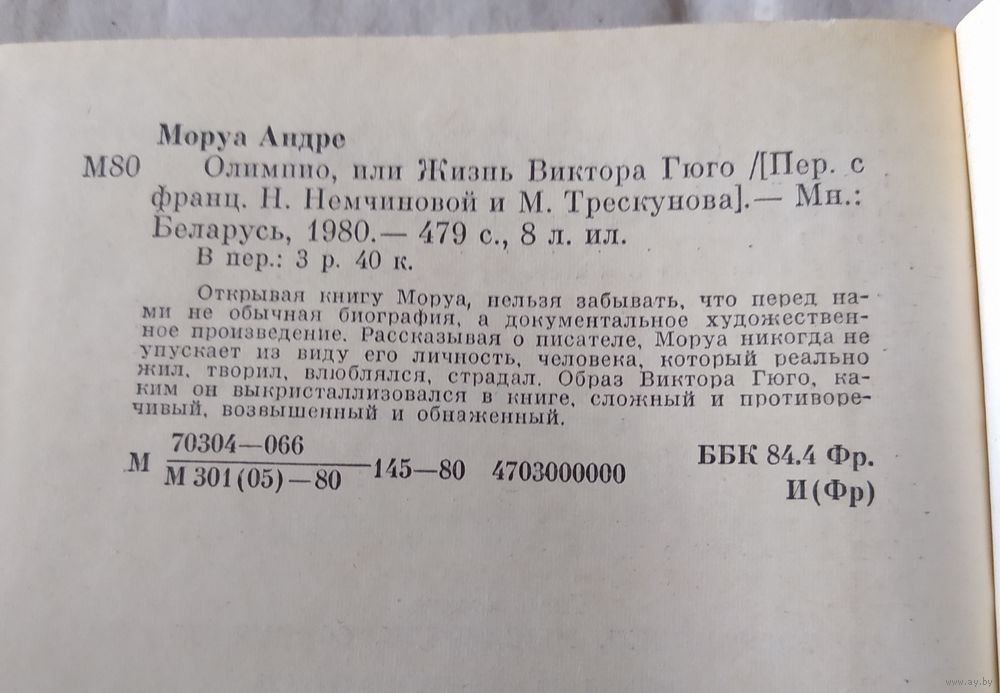 Моруа Андре
М80 Олимпио, или Жизнь Виктора Гюго /[Пер. с
франц. Н. Немчиновой и М. Трескунова].— Мн.:
Беларусь, 1980.— 479 с., 8 л. ил.
В пер.: 3 р. 40 к.
Открывая книгу Моруа, нельзя забывать, что перед на-
ми не обычная биография, а документальное художествен-
ное произведение. Рассказывая о писателе, Моруа никогда не
упускает из виду его личность, человека, который реально
жил, творил, влюблялся, страдал. Образ Виктора Гюго, ка-
ким он выкристаллизовался в книге, сложный и противоре-
чивый, возвышенный и обнаженный.
70304—066
М 145—80 4703000000 ББК 84.4 Фр.
М 301(05)—80 И(Фр)
www.ay.by